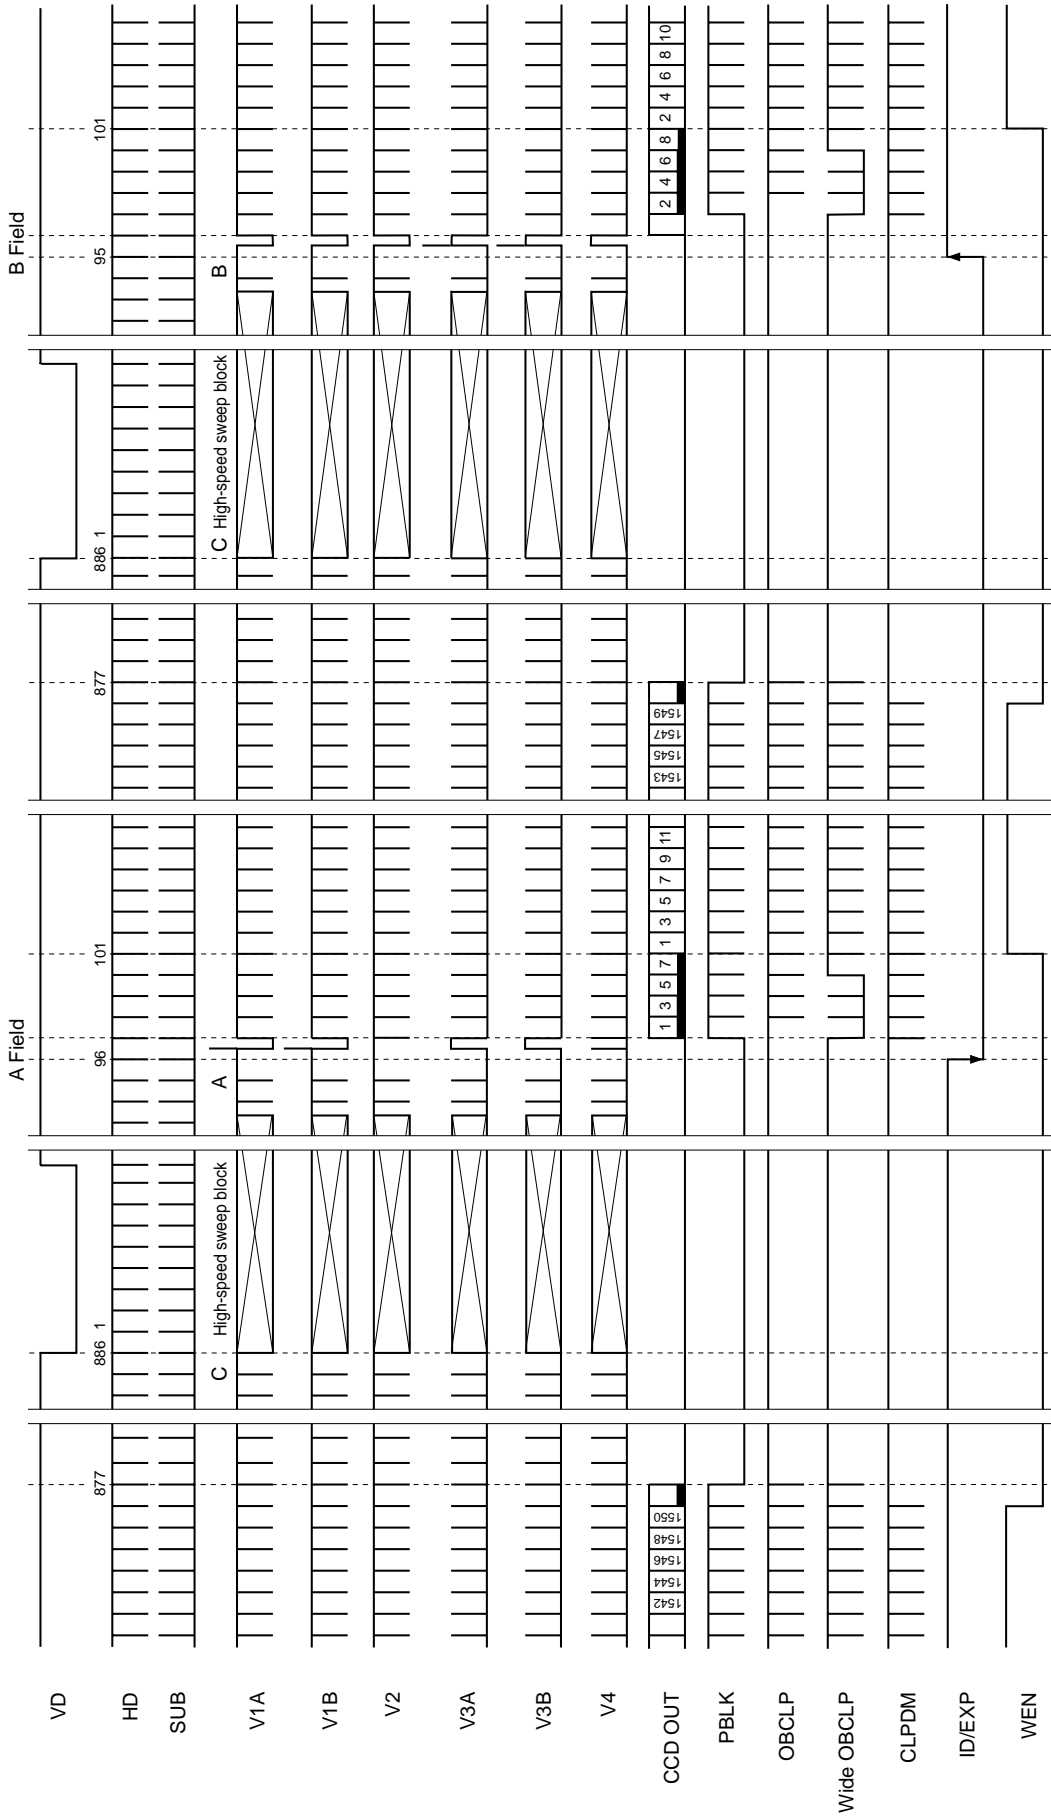 A Field
B Field
VD
877
886 1
96
101
877
886 1
95
101
HD
SUB
C
High-speed sweep block
A
C
High-speed sweep block
B
V1A
V1B
V2
V3A
V3B
V4
CCD OUT
1542
1544
1546
1548
1550
1
3
5
7
1
3
5
7
9
11
1543
1545
1547
1549
2
4
6
8
2
4
6
8
10
PBLK
OBCLP
Wide OBCLP
CLPDM
ID/EXP
WEN